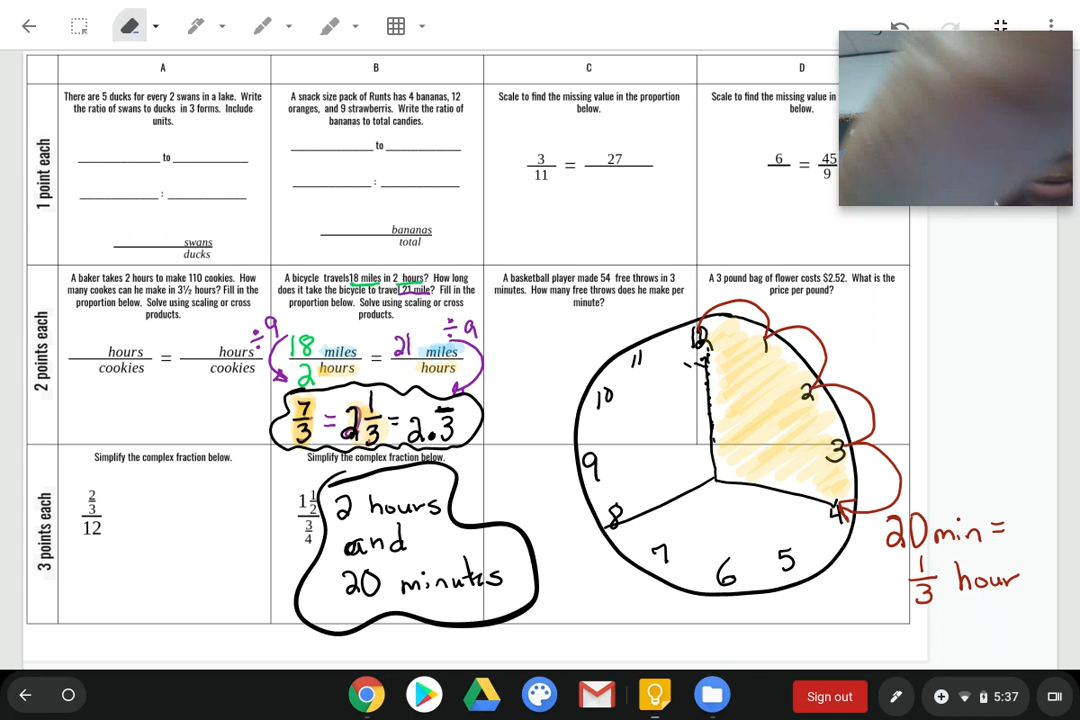 A
B
C
D
1 point each
There are 5 ducks for every 2 swans in a lake. Write
the ratio of swans to ducks in 3 forms. Include
units.
____________ to ____________
____________ : ____________
____________ swans
ducks
A snack size pack of Runts has 4 bananas, 12
oranges, and 9 strawberris. Write the ratio of
bananas to total candies.
____________ to ____________
____________ : ____________
____________ bananas
total
Scale to find the missing value in the proportion
below.
3 = 27
11
Scale to find the missing value in
below.
6 = 45
9
2 points each
A baker takes 2 hours to make 110 cookies. How
many cookes can he make in 3½ hours? Fill in the
proportion below. Solve using scaling or cross
products.
hours = hours
cookies cookies
A bicycle travels18 miles in 2 hours? How long
does it take the bicycle to travel 21 mile? Fill in the
proportion below. Solve using scaling or cross
products.
÷9 ÷9
18 miles = 21 miles
2 hours hours
7/3 = 2 1/3 = 2.3̅
A basketball player made 54 free throws in 3
minutes. How many free throws does he make per
minute?
A 3 pound bag of flower costs $2.52. What is the
price per pound?
12
1
2
3
4
5
6
7
8
9
10
11
20 min =
1/3 hour
3 points each
Simplify the complex fraction below.
2
3
12
Simplify the complex fraction below.
1 1/2
3
4
2 hours
and
20 minutes
Sign out
5:37